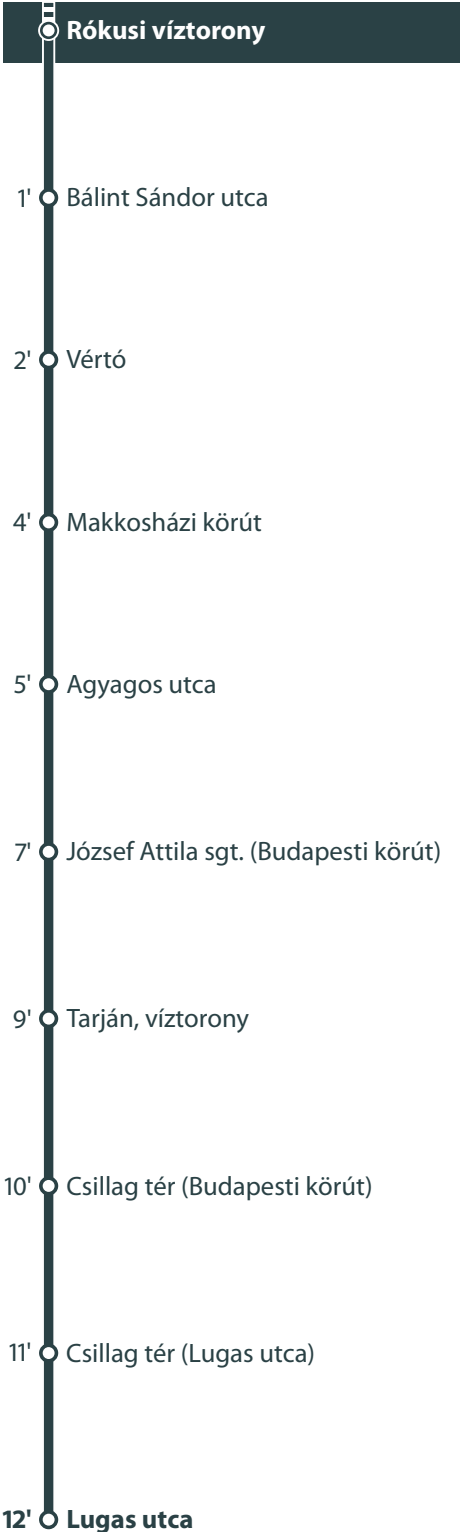 Rókusi víztorony
1' Bálint Sándor utca
2' Vértó
4' Makkosházi körút
5' Agyagos utca
7' József Attila sgt. (Budapesti körút)
9' Tarján, víztorony
10' Csillag tér (Budapesti körút)
11' Csillag tér (Lugas utca)
12' Lugas utca